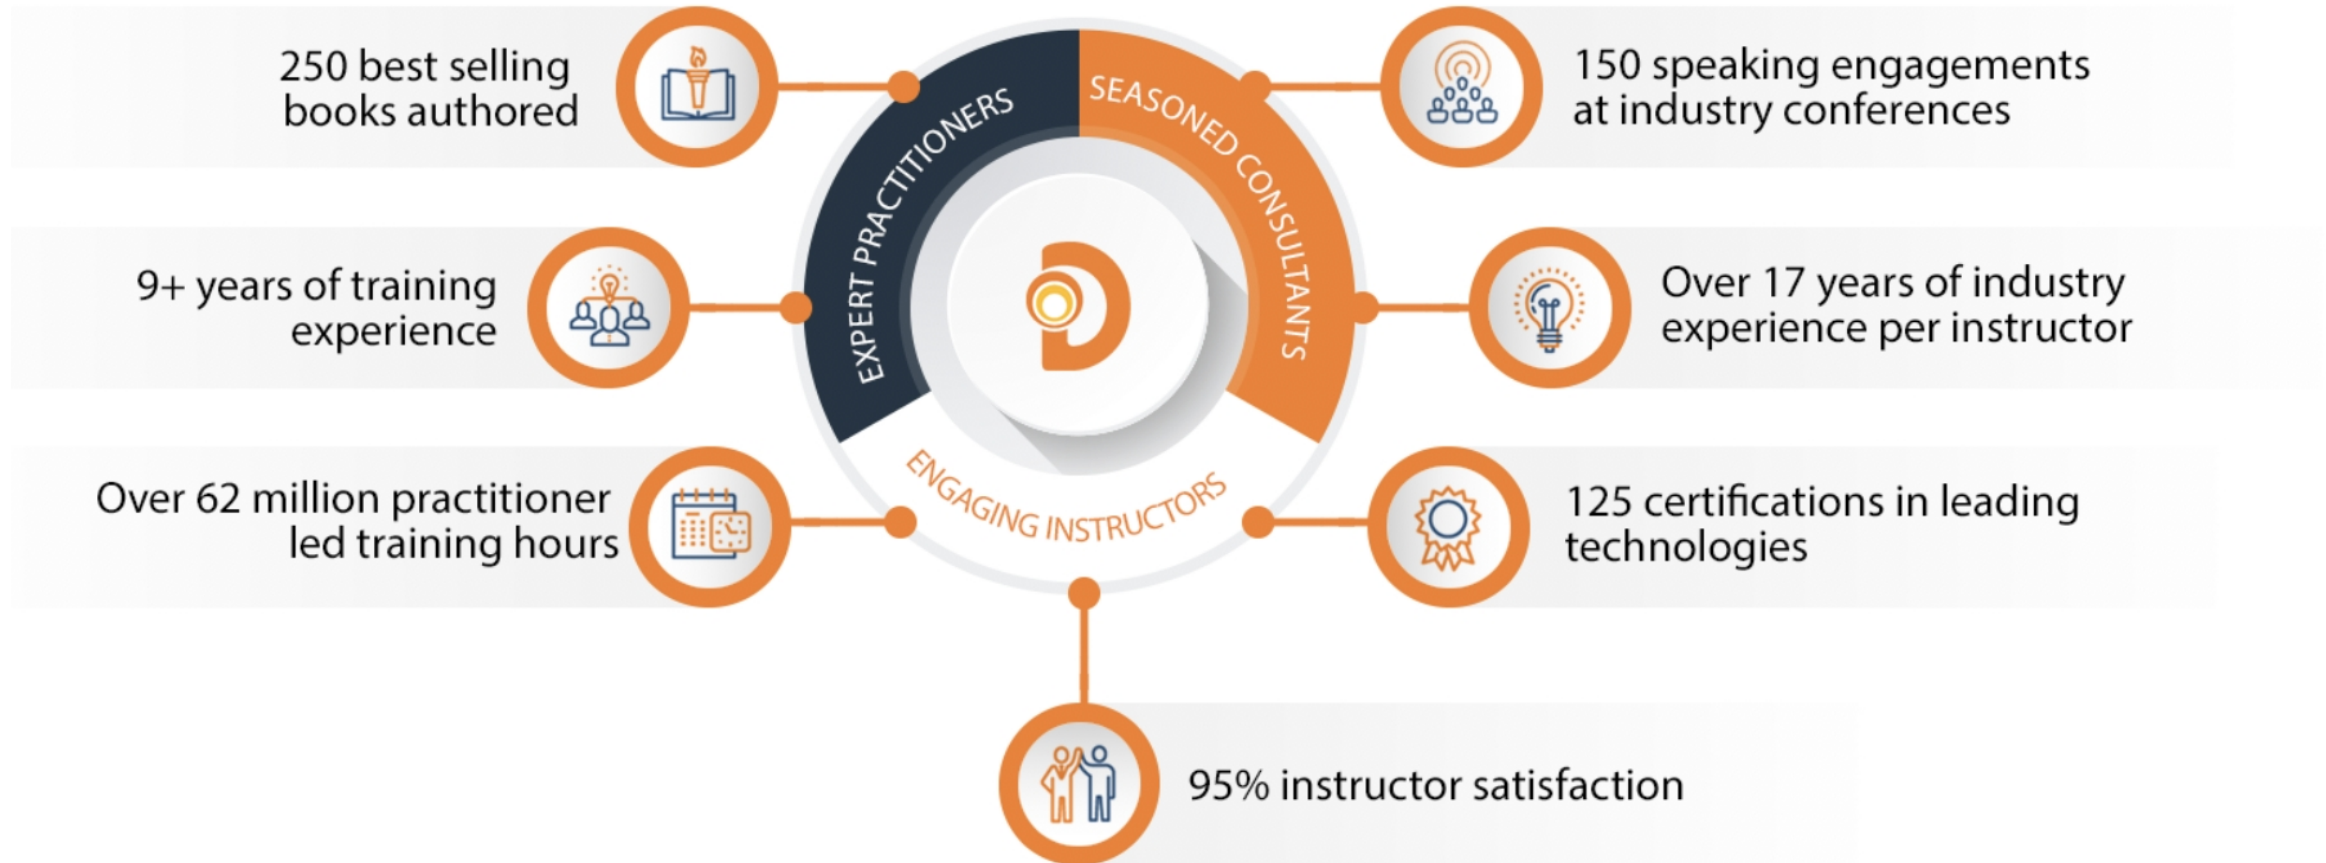 250 best selling
books authored
9+ years of training
experience
Over 62 million practitioner
led training hours
EXPERT PRACTITIONERS
SEASONED CONSULTANTS
ENGAGING INSTRUCTORS
150 speaking engagements
at industry conferences
Over 17 years of industry
experience per instructor
125 certifications in leading
technologies
95% instructor satisfaction